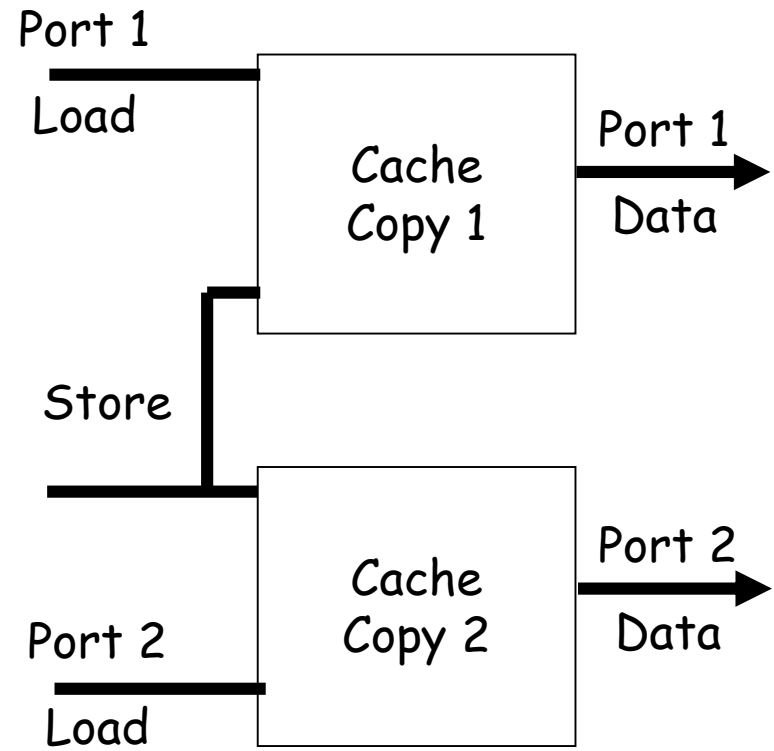 Port 1
Load
Cache
Copy 1
Port 1
Data
Store
Cache
Copy 2
Port 2
Data
Port 2
Load